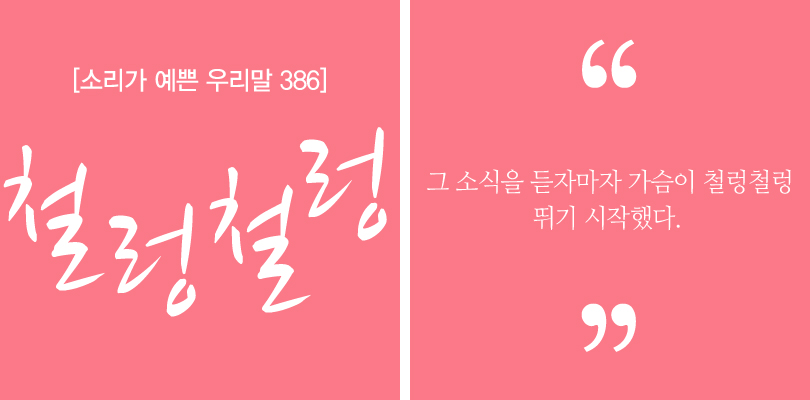 [소리가 예쁜 우리말 386]
철렁철렁
“
그 소식을 듣자마자 가슴이 철렁철렁
뛰기 시작했다.
”